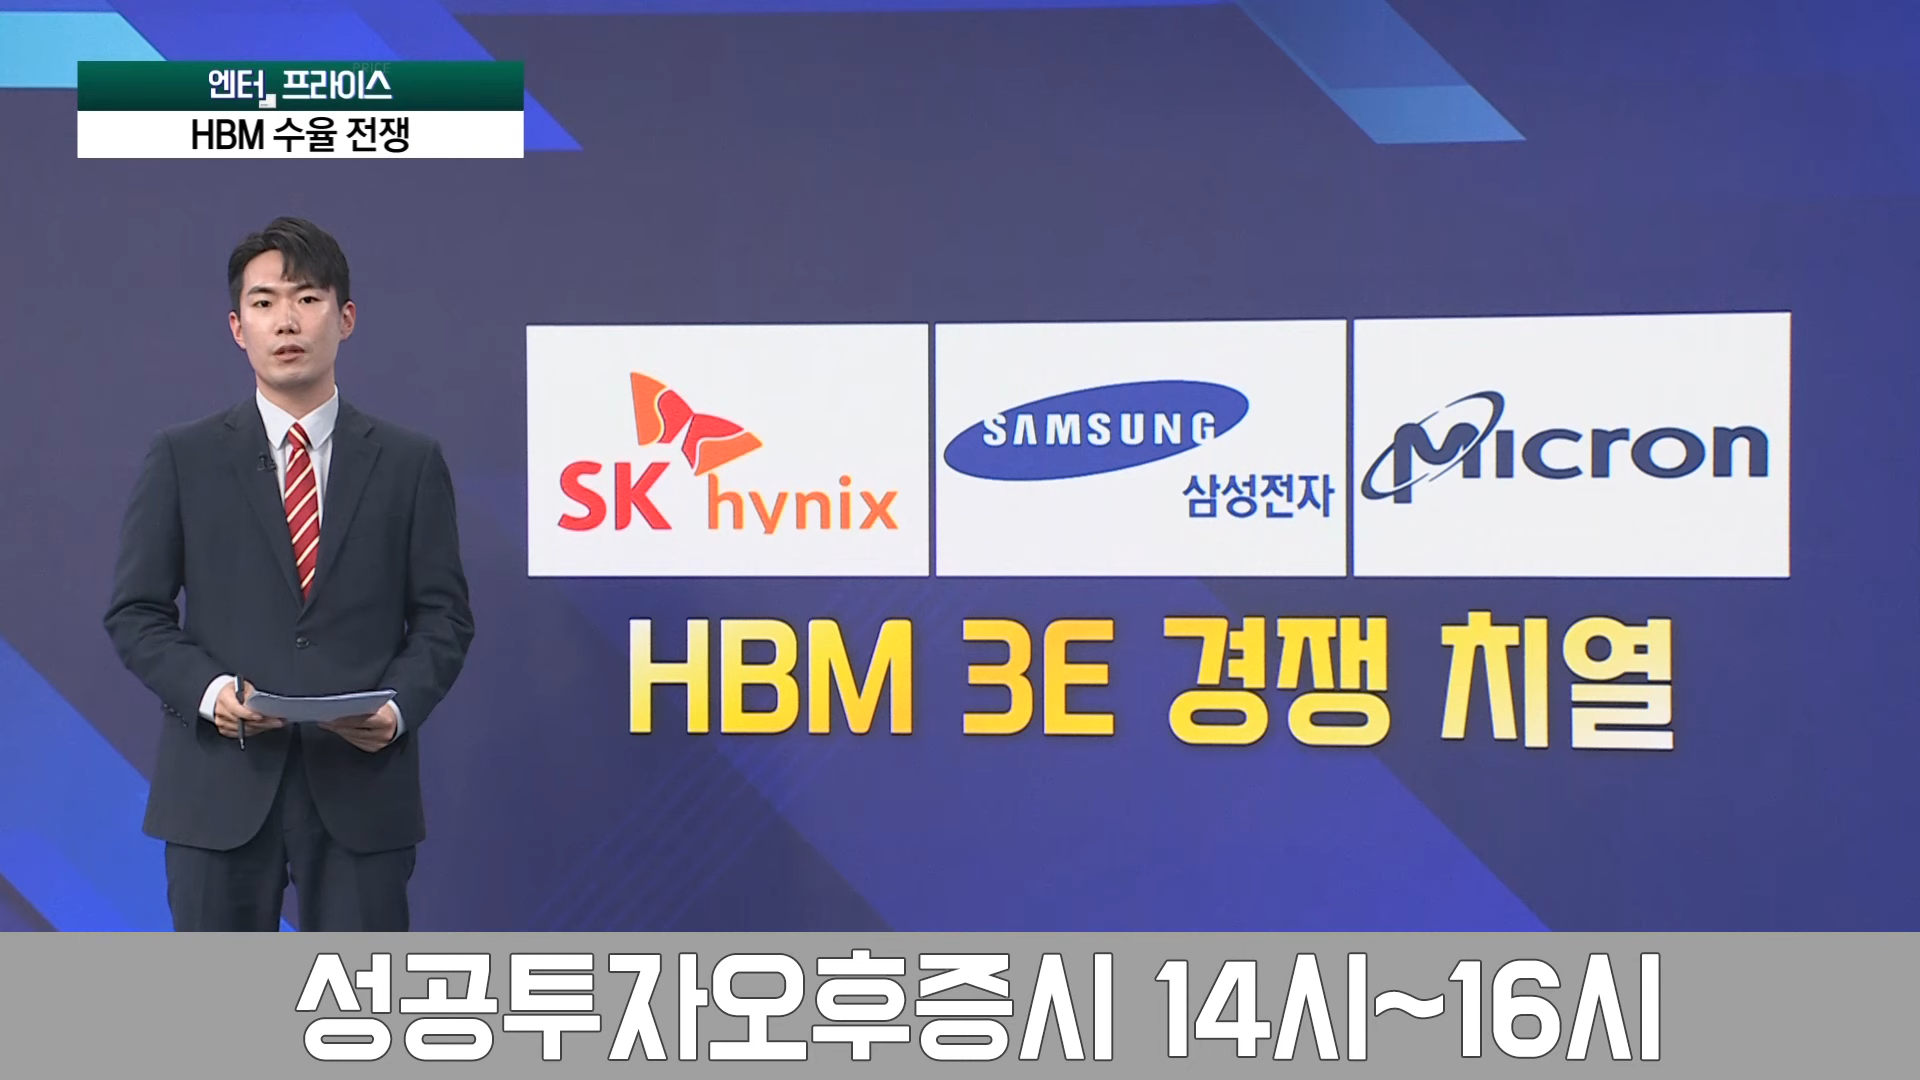 PRICE
엔터 프라이스
HBM 수율 전쟁
SK hynix
SAMSUNG
삼성전자
Micron
HBM 3E 경쟁 치열
성공투자오후증시 14시~16시